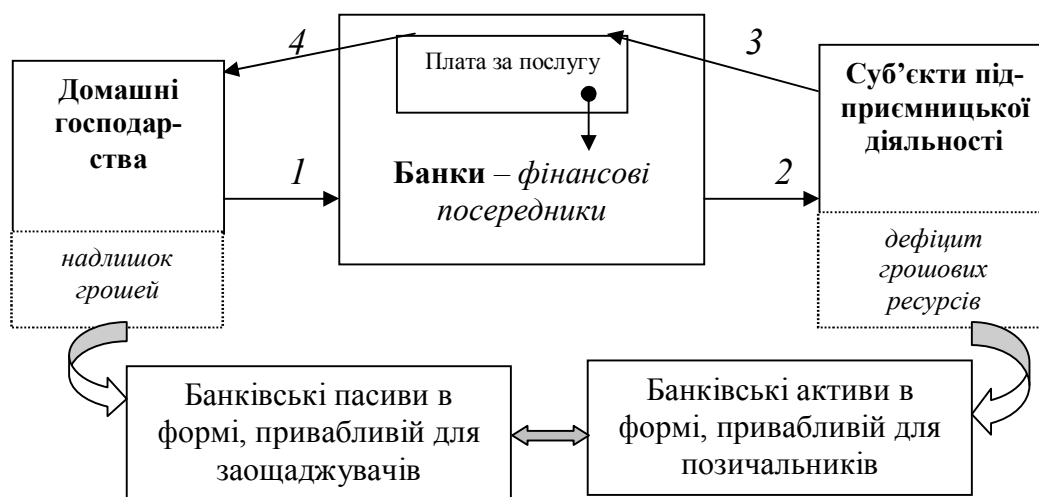 4
3
Плата за послугу
Домашні
господар-
ства
Суб’єкти під-
приємницької
діяльності
1
Банки – фінансові
посередники
2
надлишок
грошей
дефіцит
грошових
ресурсів
Банківські пасиви в
формі, привабливій для
заощаджувачів
Банківські активи в
формі, привабливій для
позичальників